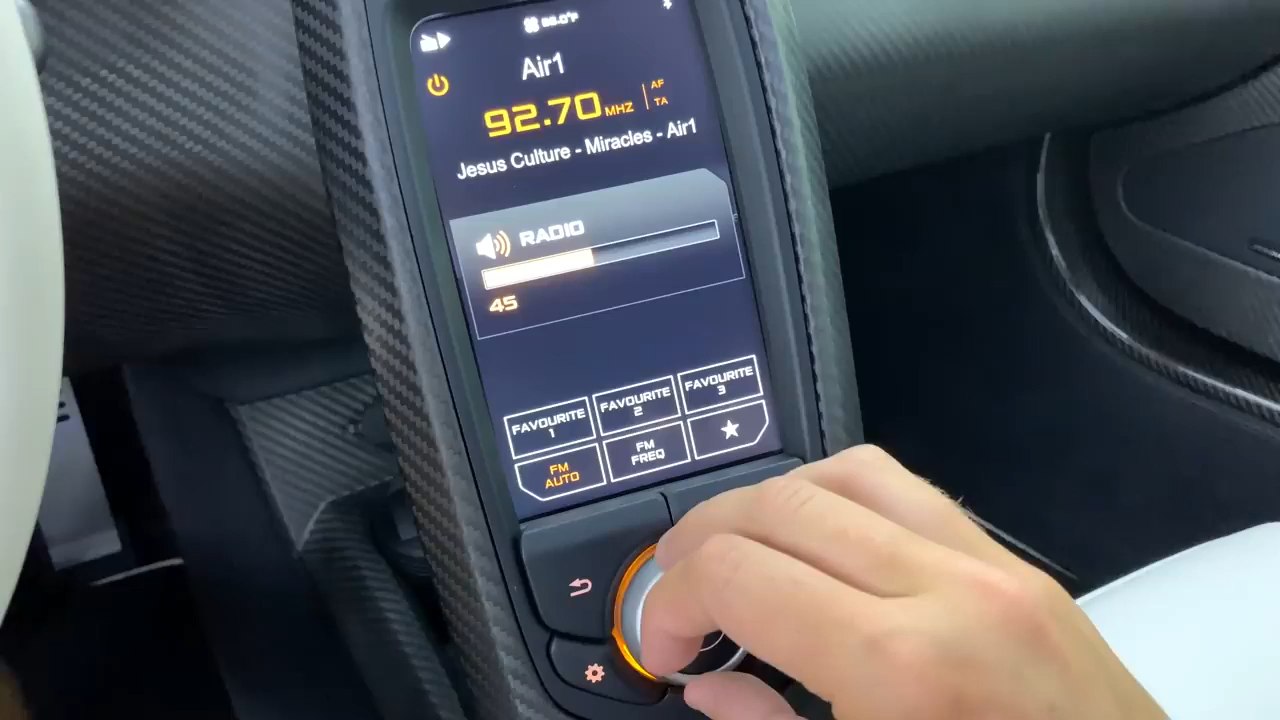 Air1
92.70 MHZ
AF
TA
Jesus Culture - Miracles - Air1
RADIO
45
FAVOURITE
1
FAVOURITE
2
FAVOURITE
3
FM
AUTO
FM
FREQ